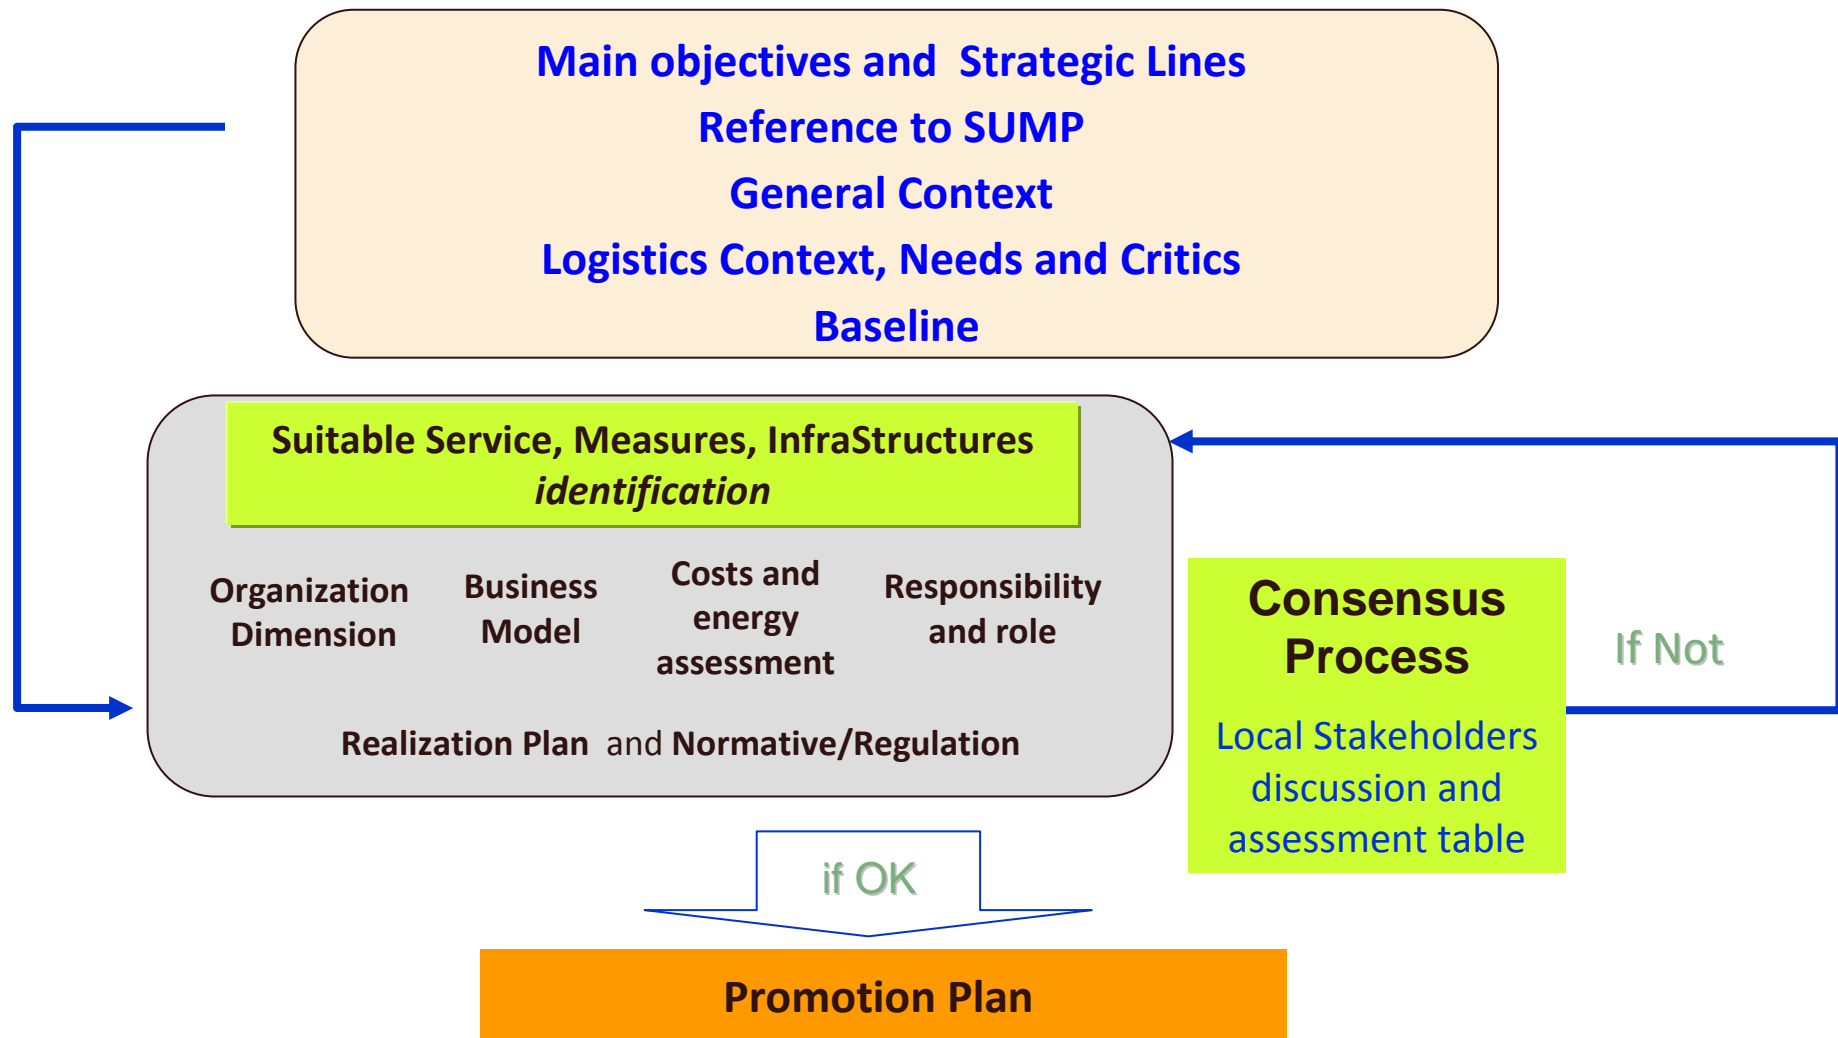 Main objectives and Strategic Lines
Reference to SUMP
General Context
Logistics Context, Needs and Critics
Baseline
Suitable Service, Measures, InfraStructures
identification
Organization
Dimension
Business
Model
Costs and
energy
assessment
Responsibility
and role
Realization Plan and Normative/Regulation
Consensus
Process
Local Stakeholders
discussion and
assessment table
If Not
if OK
Promotion Plan